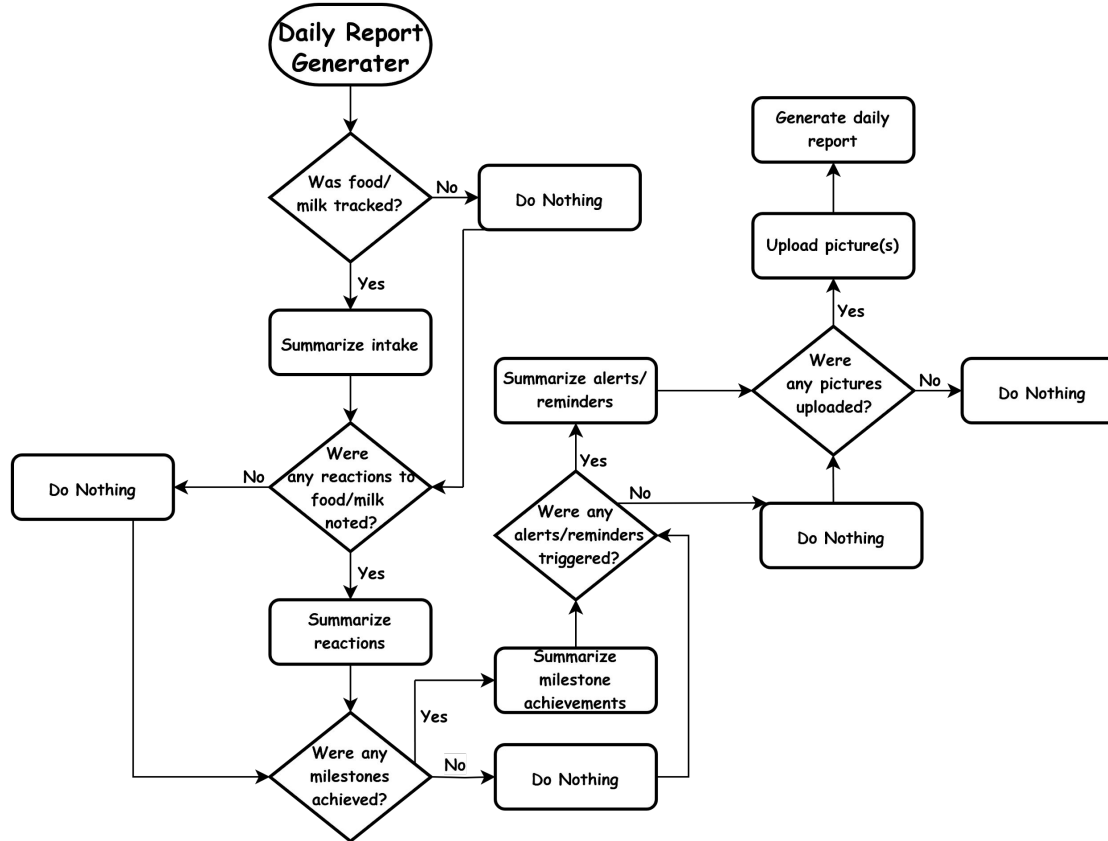 Daily Report
Generater
Was food/
milk tracked?
No
Do Nothing
Yes
Summarize intake
Were
any reactions to
food/milk
noted?
No
Do Nothing
Yes
Summarize
reactions
Were any
milestones
achieved?
Yes
Summarize
milestone
achievements
No
Do Nothing
Were any
alerts/reminders
triggered?
Yes
Summarize alerts/
reminders
No
Do Nothing
Were
any pictures
uploaded?
No
Do Nothing
Yes
Upload picture(s)
Generate daily
report